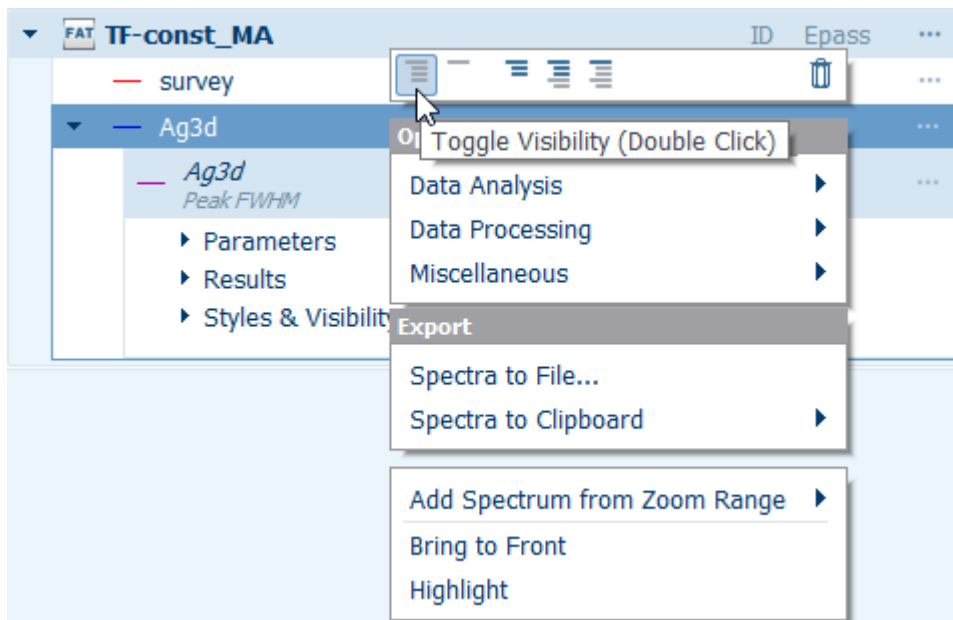 FAT TF-const_MA ID Epass
survey
Ag3d
Toggle Visibility (Double Click)
Ag3d
Peak FWHM
Data Analysis
Data Processing
Miscellaneous
Parameters
Results
Styles & Visibility
Export
Spectra to File...
Spectra to Clipboard
Add Spectrum from Zoom Range
Bring to Front
Highlight